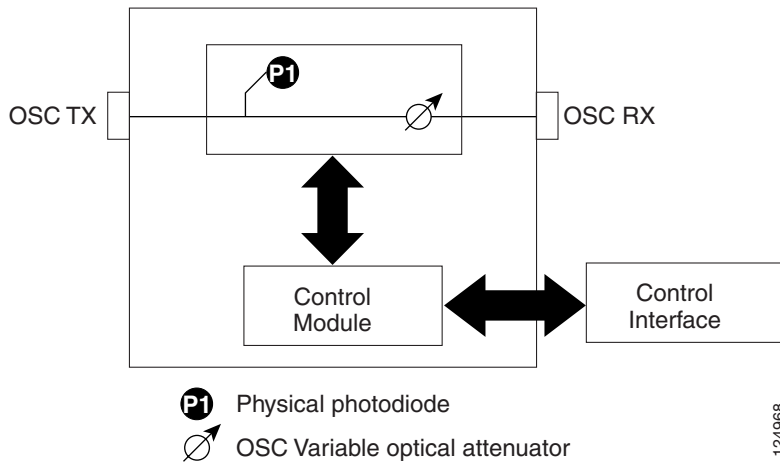 P1
OSC TX
OSC RX
Control
Module
Control
Interface
P1 Physical photodiode
OSC Variable optical attenuator
124968